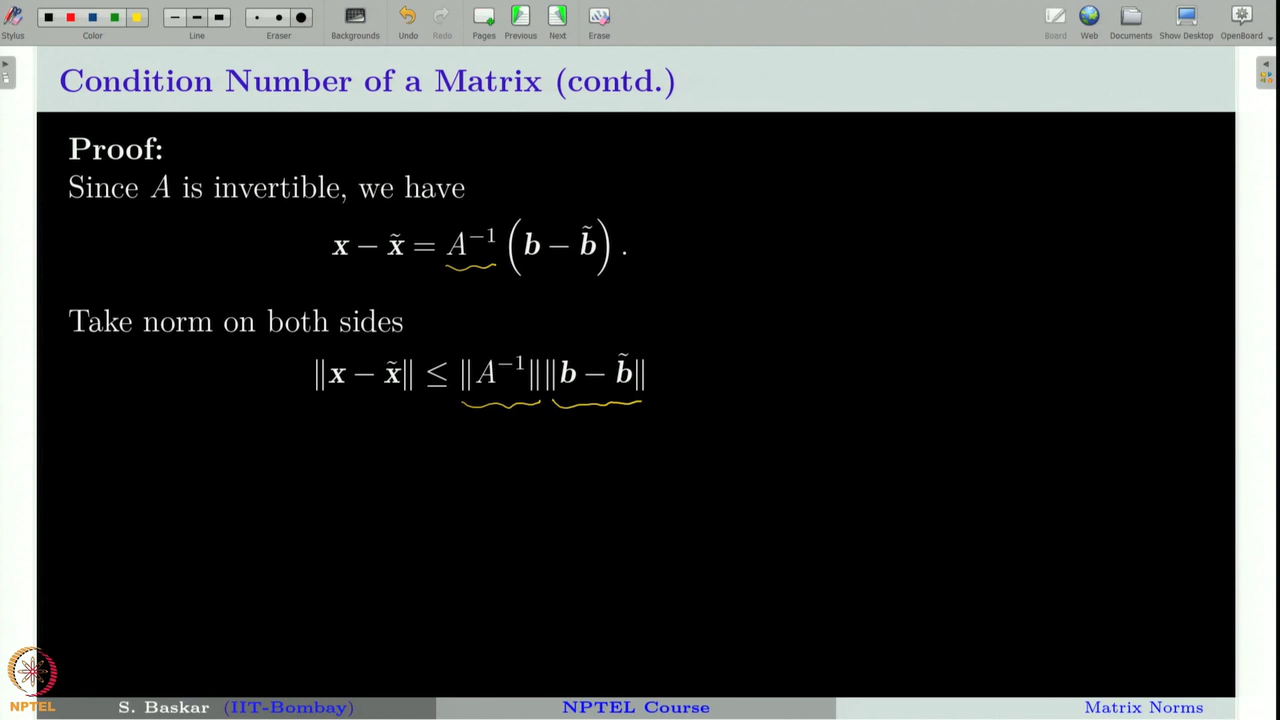 Stylus Color Line Eraser Backgrounds Undo Redo Pages Previous Next Erase Board Web Documents Show Desktop OpenBoard
Condition Number of a Matrix (contd.)
Proof:
Since A is invertible, we have
x − x̃ = A⁻¹ (b − b̃).
Take norm on both sides
‖x − x̃‖ ≤ ‖A⁻¹‖‖b − b̃‖
NPTEL
S. Baskar (IIT-Bombay) NPTEL Course Matrix Norms